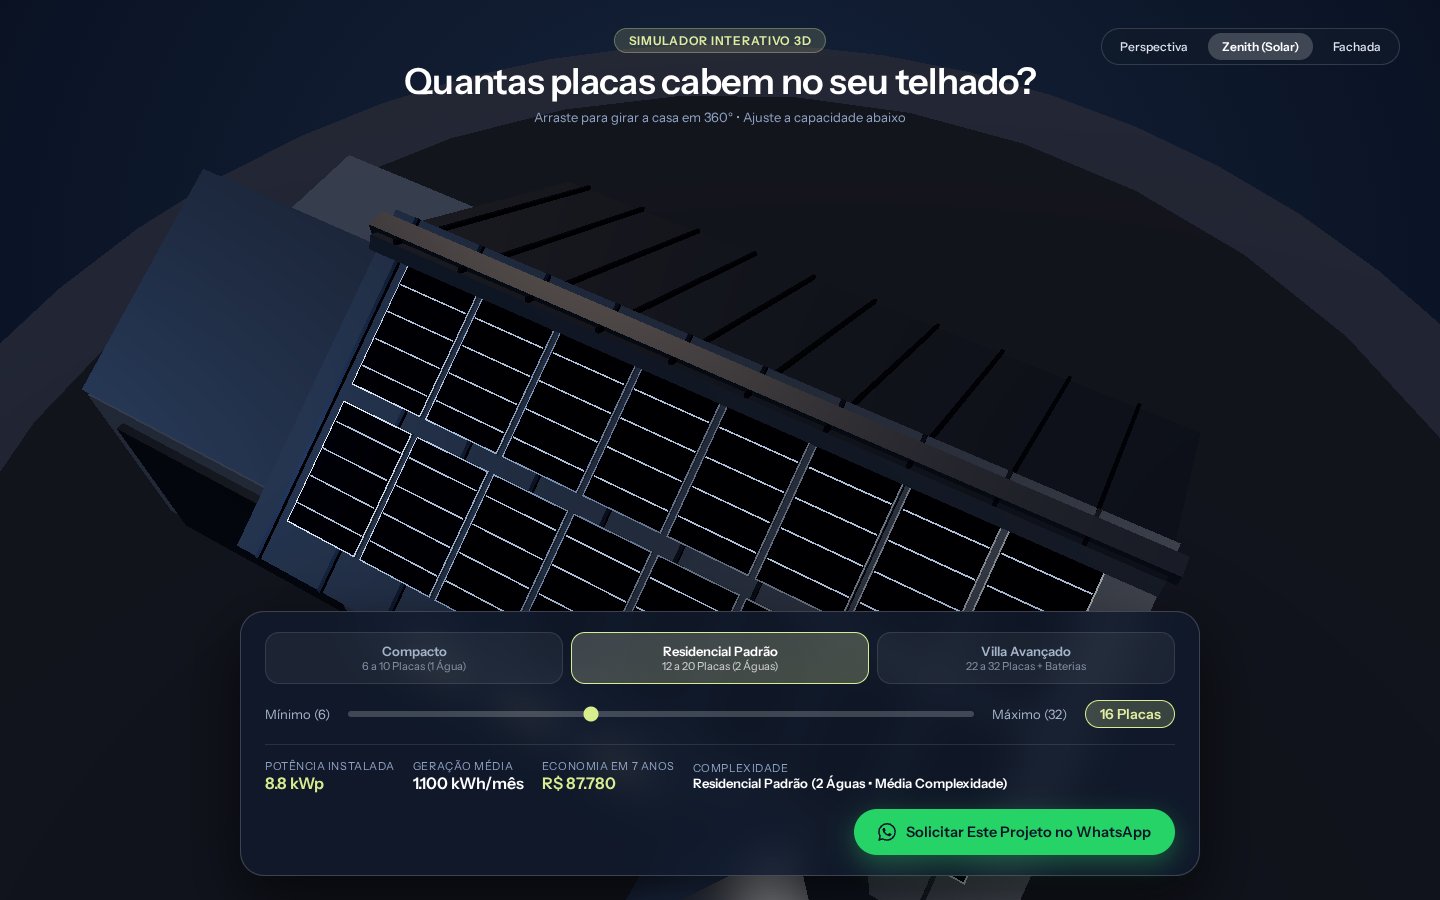 SIMULADOR INTERATIVO 3D
Perspectiva
Zenith (Solar)
Fachada
Quantas placas cabem no seu telhado?
Arraste para girar a casa em 360° • Ajuste a capacidade abaixo
Compacto
6 a 10 Placas (1 Água)
Residencial Padrão
12 a 20 Placas (2 Águas)
Villa Avançado
22 a 32 Placas + Baterias
Mínimo (6)
Máximo (32)
16 Placas
POTÊNCIA INSTALADA
8.8 kWp
GERAÇÃO MÉDIA
1.100 kWh/mês
ECONOMIA EM 7 ANOS
R$ 87.780
COMPLEXIDADE
Residencial Padrão (2 Águas • Média Complexidade)
Solicitar Este Projeto no WhatsApp